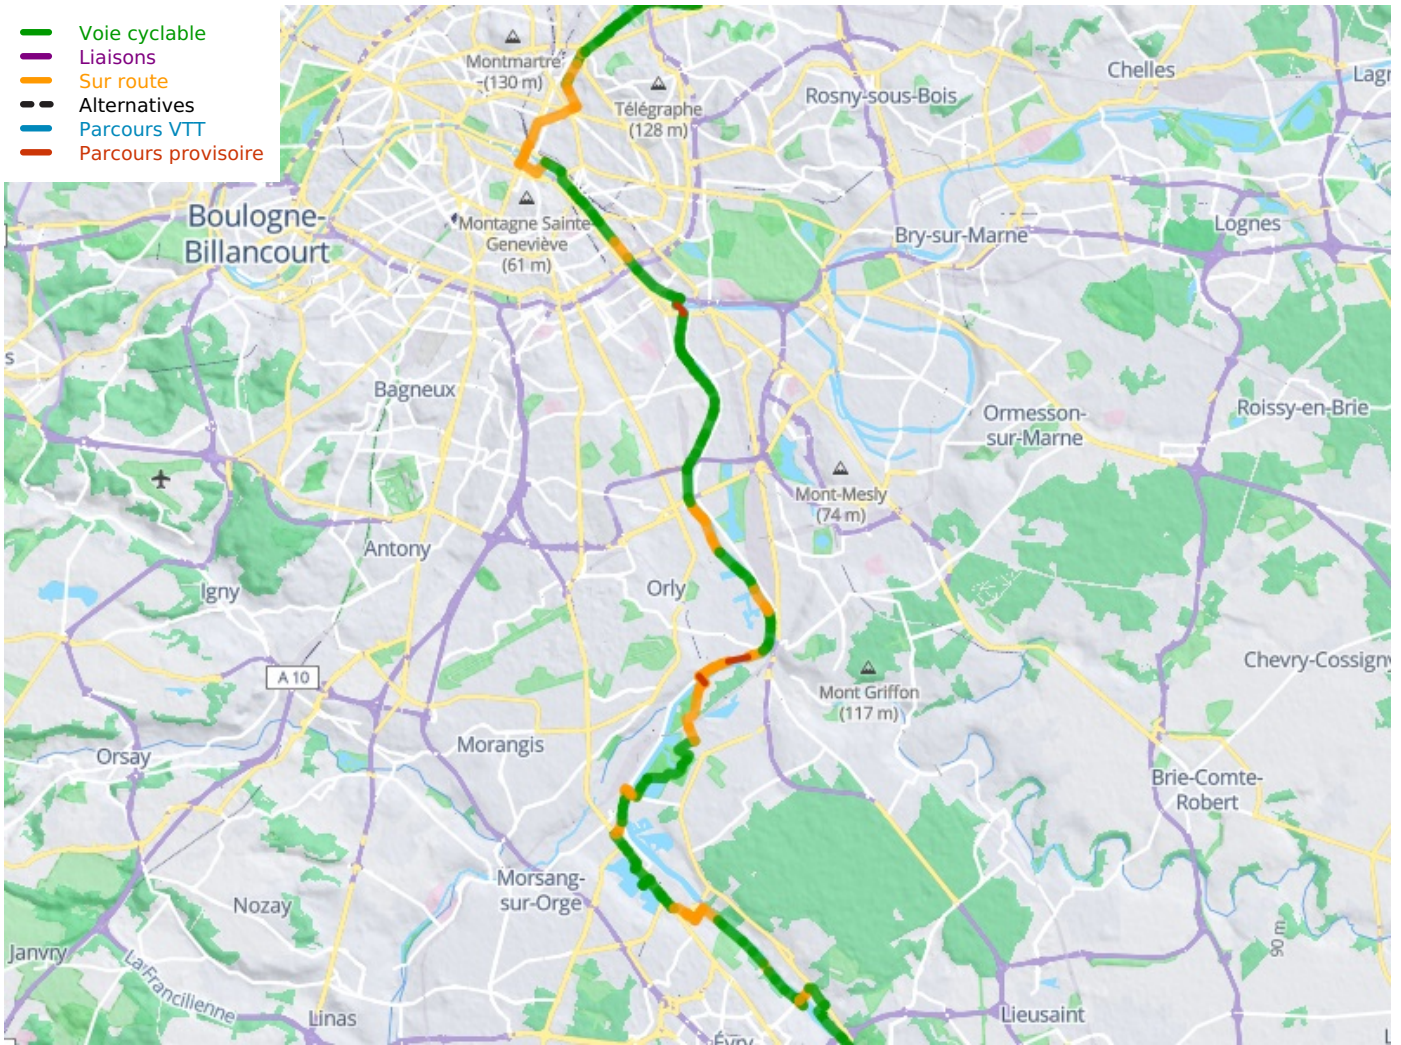 Voie cyclable
Liaisons
Sur route
Alternatives
Parcours VTT
Parcours provisoire
Montmartre
(130 m)
Télégraphe
(128 m)
Rosny-sous-Bois
Chelles
Lagr
Boulogne-
Billancourt
Montagne Sainte-
Geneviève
(61 m)
Bry-sur-Marne
Lognes
s
Bagneux
Ormesson-
sur-Marne
Roissy-en-Brie
Mont-Mesly
(74 m)
Antony
Igny
Orly
A 10
Mont Griffon
(117 m)
Chevry-Cossigny
Orsay
Morangis
Brie-Comte-
Robert
Morsang-
sur-Orge
Nozay
Janvry
La Francilienne
90 m
Linas
Lieusaint
Évry
L